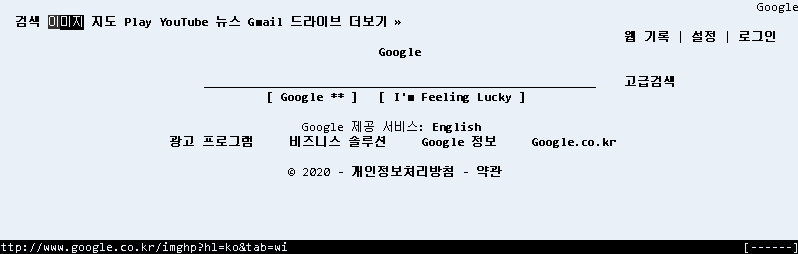 Google
검색 이미지 지도 Play YouTube 뉴스 Gmail 드라이브 더보기 »
웹 기록 | 설정 | 로그인
Google
고급검색
[ Google ** ] [ I'm Feeling Lucky ]
Google 제공 서비스: English
광고 프로그램 비즈니스 솔루션 Google 정보 Google.co.kr
© 2020 - 개인정보처리방침 - 약관
ttp://www.google.co.kr/imghp?hl=ko&tab=wi [------]